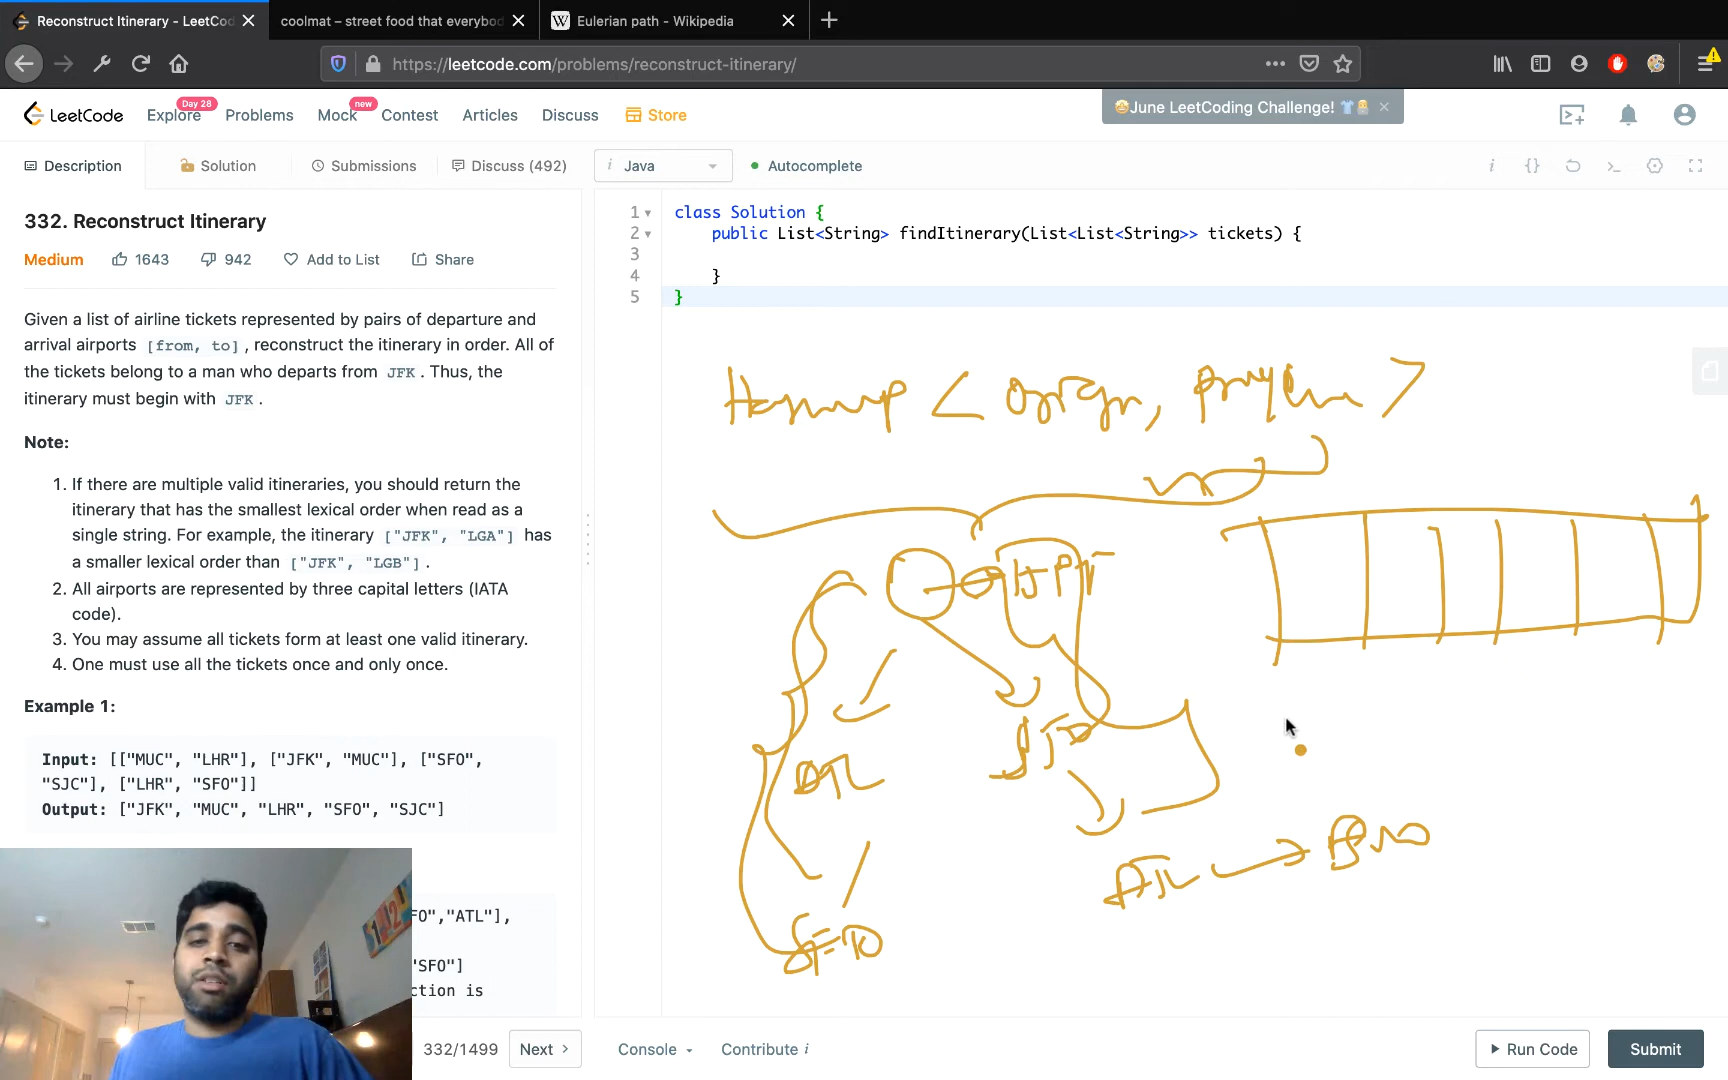 Reconstruct Itinerary - LeetCod
coolmat – street food that everybod
W Eulerian path - Wikipedia
https://leetcode.com/problems/reconstruct-itinerary/
LeetCode
Explore
Day 28
Problems
Mock
new
Contest
Articles
Discuss
Store
June LeetCoding Challenge!
Description
Solution
Submissions
Discuss (492)
i Java
Autocomplete
332. Reconstruct Itinerary
Medium
1643
942
Add to List
Share
Given a list of airline tickets represented by pairs of departure and
arrival airports [from, to], reconstruct the itinerary in order. All of
the tickets belong to a man who departs from JFK. Thus, the
itinerary must begin with JFK.
Note:
1. If there are multiple valid itineraries, you should return the
itinerary that has the smallest lexical order when read as a
single string. For example, the itinerary ["JFK", "LGA"] has
a smaller lexical order than ["JFK", "LGB"].
2. All airports are represented by three capital letters (IATA
code).
3. You may assume all tickets form at least one valid itinerary.
4. One must use all the tickets once and only once.
Example 1:
Input: [["MUC", "LHR"], ["JFK", "MUC"], ["SFO",
"SJC"], ["LHR", "SFO"]]
Output: ["JFK", "MUC", "LHR", "SFO", "SJC"]
FO","ATL"],
"SFO"]
ction is
332/1499
Next >
1
class Solution {
2
public List<String> findItinerary(List<List<String>> tickets) {
3
4
}
5
}
Hashmap < origin,
>
ATL
SFO
ATL
SFO
Console
Contribute i
Run Code
Submit